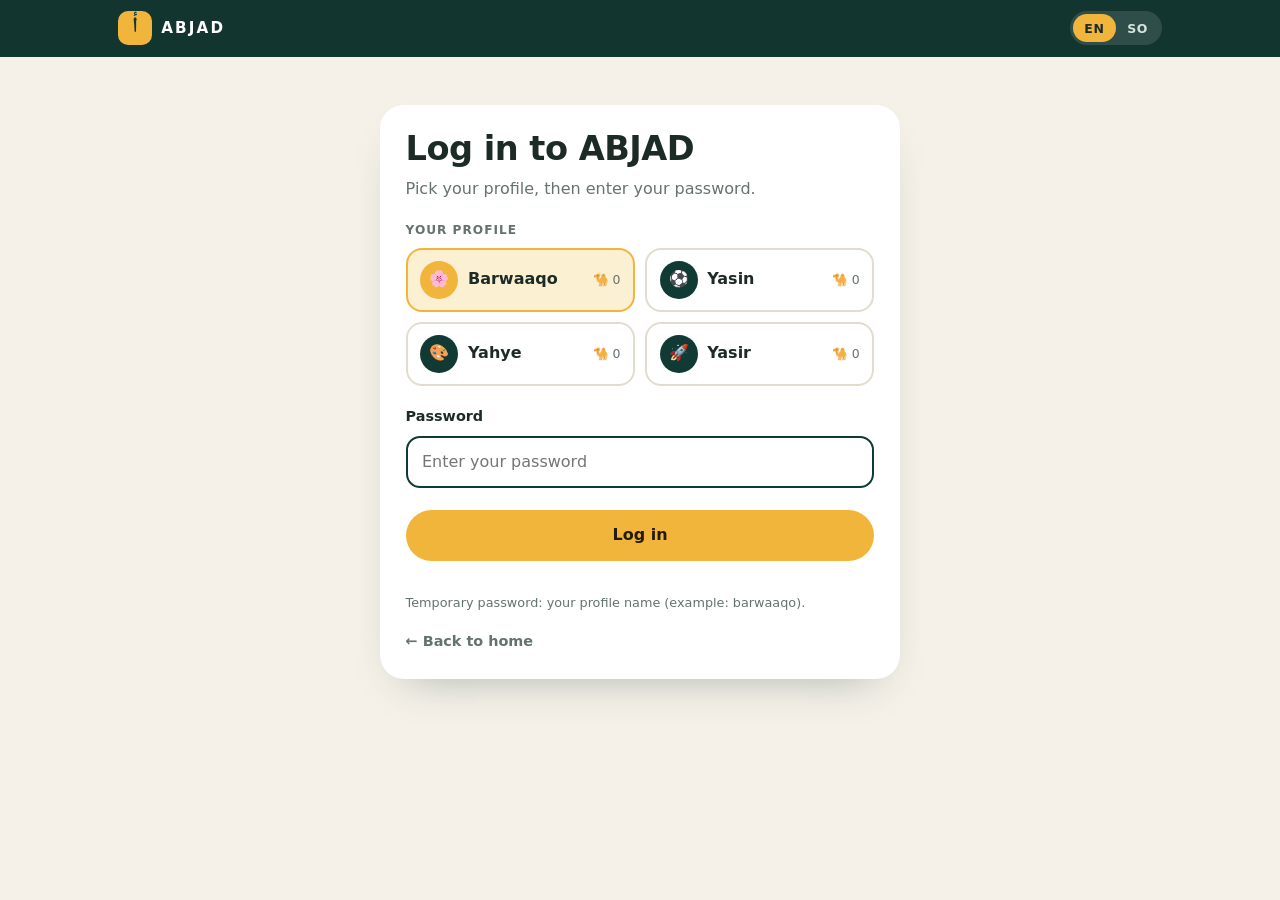 أ ABJAD
EN SO
Log in to ABJAD
Pick your profile, then enter your password.
YOUR PROFILE
🌸 Barwaaqo 🐪 0
⚽ Yasin 🐪 0
🎨 Yahye 🐪 0
🚀 Yasir 🐪 0
Password
Enter your password
Log in
Temporary password: your profile name (example: barwaaqo).
← Back to home